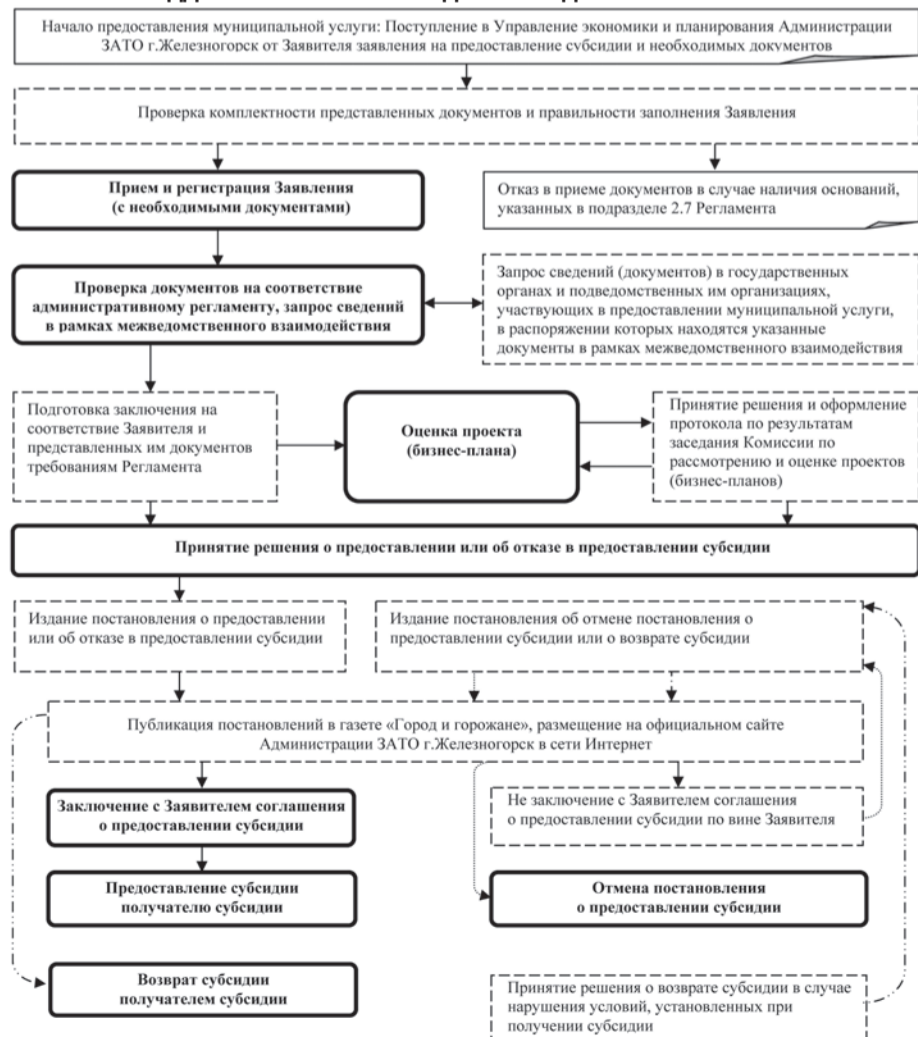 Начало предоставления муниципальной услуги: Поступление в Управление экономики и планирования Администрации
ЗАТО г.Железногорск от Заявителя заявления на предоставление субсидии и необходимых документов
Проверка комплектности представленных документов и правильности заполнения Заявления
Прием и регистрация Заявления
(с необходимыми документами)
Отказ в приеме документов в случае наличия оснований,
указанных в подразделе 2.7 Регламента
Проверка документов на соответствие
административному регламенту, запрос сведений
в рамках межведомственного взаимодействия
Запрос сведений (документов) в государственных
органах и подведомственных им организациях,
участвующих в предоставлении муниципальной услуги,
в распоряжении которых находятся указанные
документы в рамках межведомственного взаимодействия
Подготовка заключения на
соответствие Заявителя и
представленных им документов
требованиям Регламента
Оценка проекта
(бизнес-плана)
Принятие решения и оформление
протокола по результатам
заседания Комиссии по
рассмотрению и оценке проектов
(бизнес-планов)
Принятие решения о предоставлении или об отказе в предоставлении субсидии
Издание постановления о предоставлении
или об отказе в предоставлении субсидии
Издание постановления об отмене постановления о
предоставлении субсидии или о возврате субсидии
Публикация постановлений в газете «Город и горожане», размещение на официальном сайте
Администрации ЗАТО г.Железногорск в сети Интернет
Заключение с Заявителем соглашения
о предоставлении субсидии
Не заключение с Заявителем соглашения
о предоставлении субсидии по вине Заявителя
Предоставление субсидии
получателю субсидии
Отмена постановления
о предоставлении субсидии
Возврат субсидии
получателем субсидии
Принятие решения о возврате субсидии в случае
нарушения условий, установленных при
получении субсидии